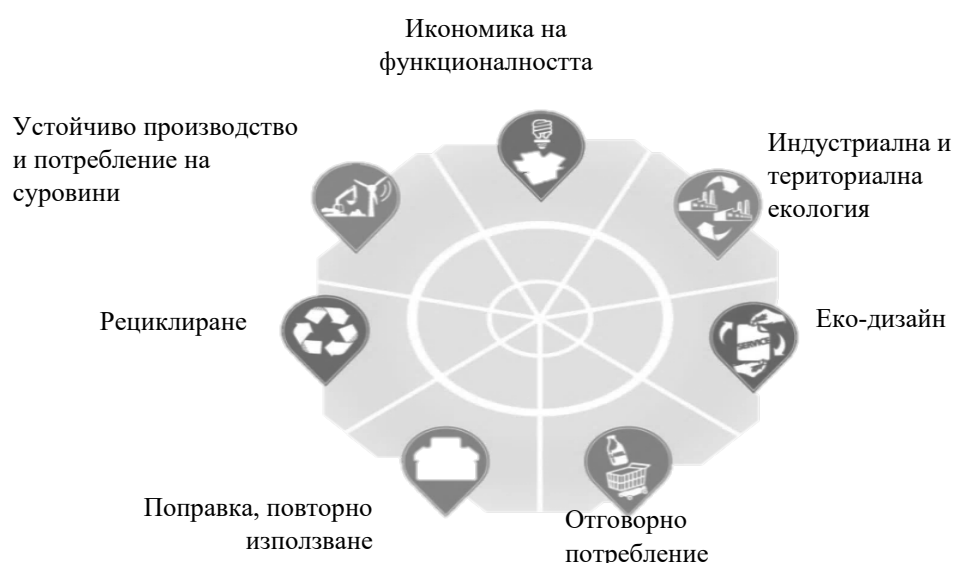 Икономика на
функционалността
Устойчиво производство
и потребление на
суровини
Индустриална и
териториална
екология
Рециклиране
Еко-дизайн
SERVICE
Поправка, повторно
използване
Отговорно
потребление